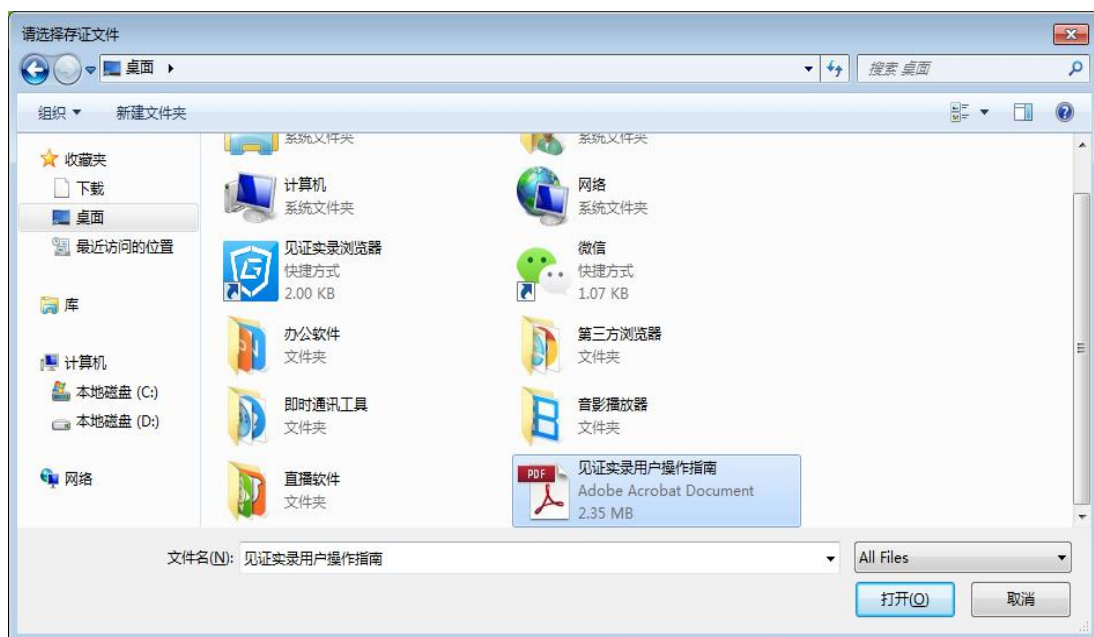 请选择存证文件
桌面
搜索 桌面
组织
新建文件夹
收藏夹
下载
桌面
最近访问的位置
库
计算机
本地磁盘 (C:)
本地磁盘 (D:)
网络
系统文件夹
系统文件夹
计算机
系统文件夹
网络
系统文件夹
见证实录浏览器
快捷方式
2.00 KB
微信
快捷方式
1.07 KB
办公软件
文件夹
第三方浏览器
文件夹
即时通讯工具
文件夹
音影播放器
文件夹
直播软件
文件夹
PDF
见证实录用户操作指南
Adobe Acrobat Document
2.35 MB
文件名(N): 见证实录用户操作指南
All Files
打开(O)
取消